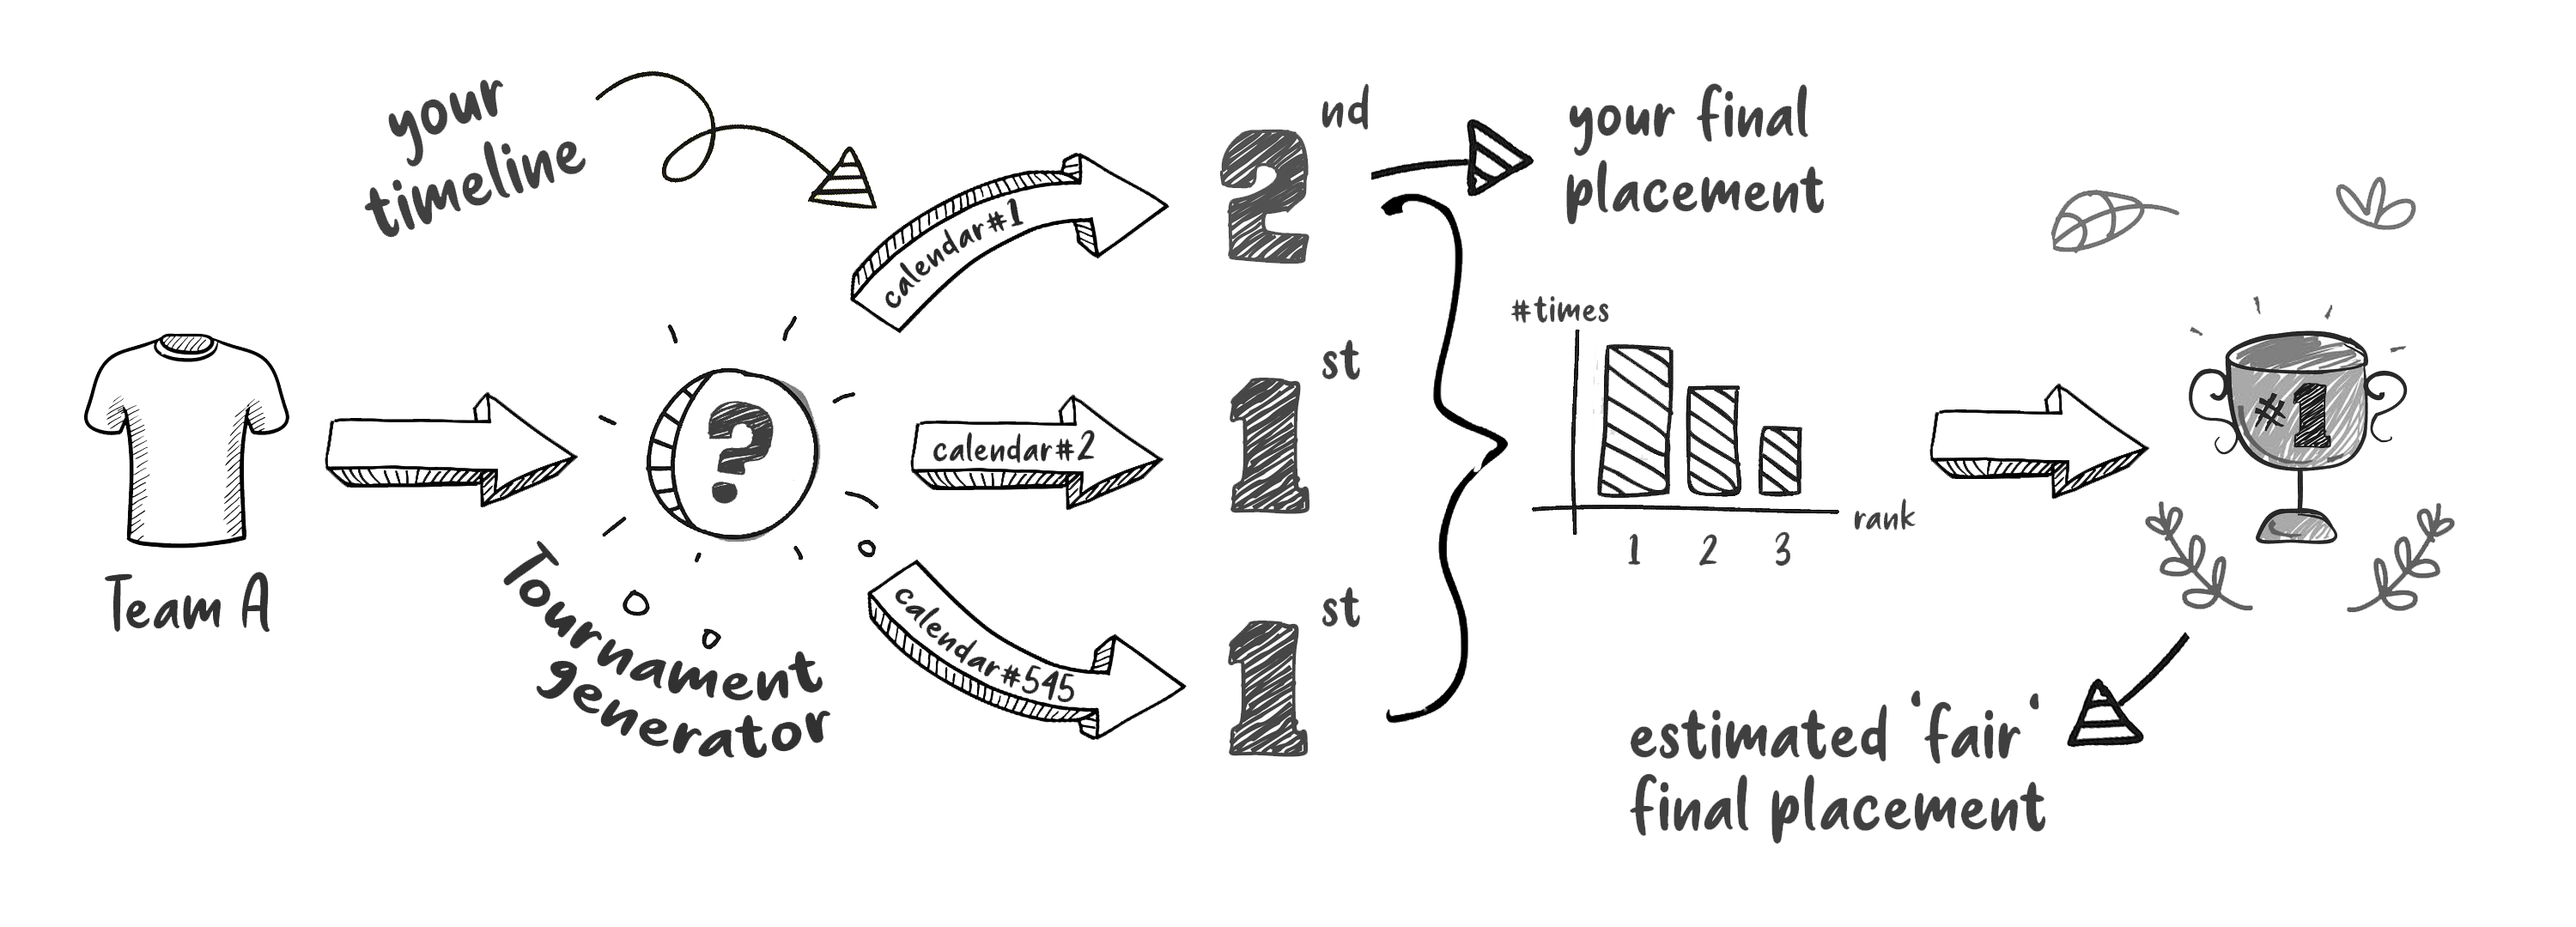 your
timeline
Team A
?
Tournament
generator
calendar#1
calendar#2
calendar#545
2nd
1st
1st
your final
placement
#times
1 2 3
rank
#1
estimated 'fair'
final placement